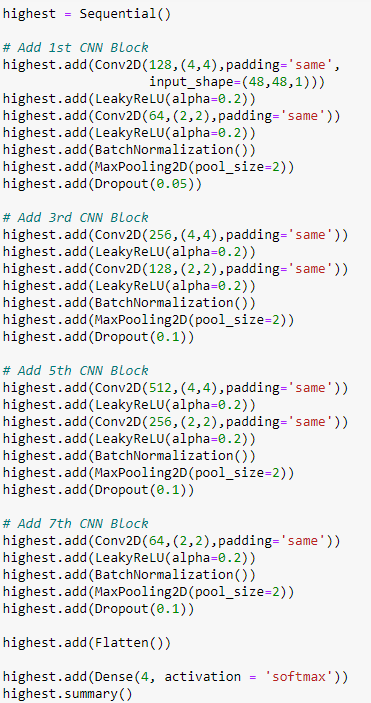 highest = Sequential()
# Add 1st CNN Block
highest.add(Conv2D(128,(4,4),padding='same',
input_shape=(48,48,1)))
highest.add(LeakyReLU(alpha=0.2))
highest.add(Conv2D(64,(2,2),padding='same'))
highest.add(LeakyReLU(alpha=0.2))
highest.add(BatchNormalization())
highest.add(MaxPooling2D(pool_size=2))
highest.add(Dropout(0.05))
# Add 3rd CNN Block
highest.add(Conv2D(256,(4,4),padding='same'))
highest.add(LeakyReLU(alpha=0.2))
highest.add(Conv2D(128,(2,2),padding='same'))
highest.add(LeakyReLU(alpha=0.2))
highest.add(BatchNormalization())
highest.add(MaxPooling2D(pool_size=2))
highest.add(Dropout(0.1))
# Add 5th CNN Block
highest.add(Conv2D(512,(4,4),padding='same'))
highest.add(LeakyReLU(alpha=0.2))
highest.add(Conv2D(256,(2,2),padding='same'))
highest.add(LeakyReLU(alpha=0.2))
highest.add(BatchNormalization())
highest.add(MaxPooling2D(pool_size=2))
highest.add(Dropout(0.1))
# Add 7th CNN Block
highest.add(Conv2D(64,(2,2),padding='same'))
highest.add(LeakyReLU(alpha=0.2))
highest.add(BatchNormalization())
highest.add(MaxPooling2D(pool_size=2))
highest.add(Dropout(0.1))
highest.add(Flatten())
highest.add(Dense(4, activation = 'softmax'))
highest.summary()